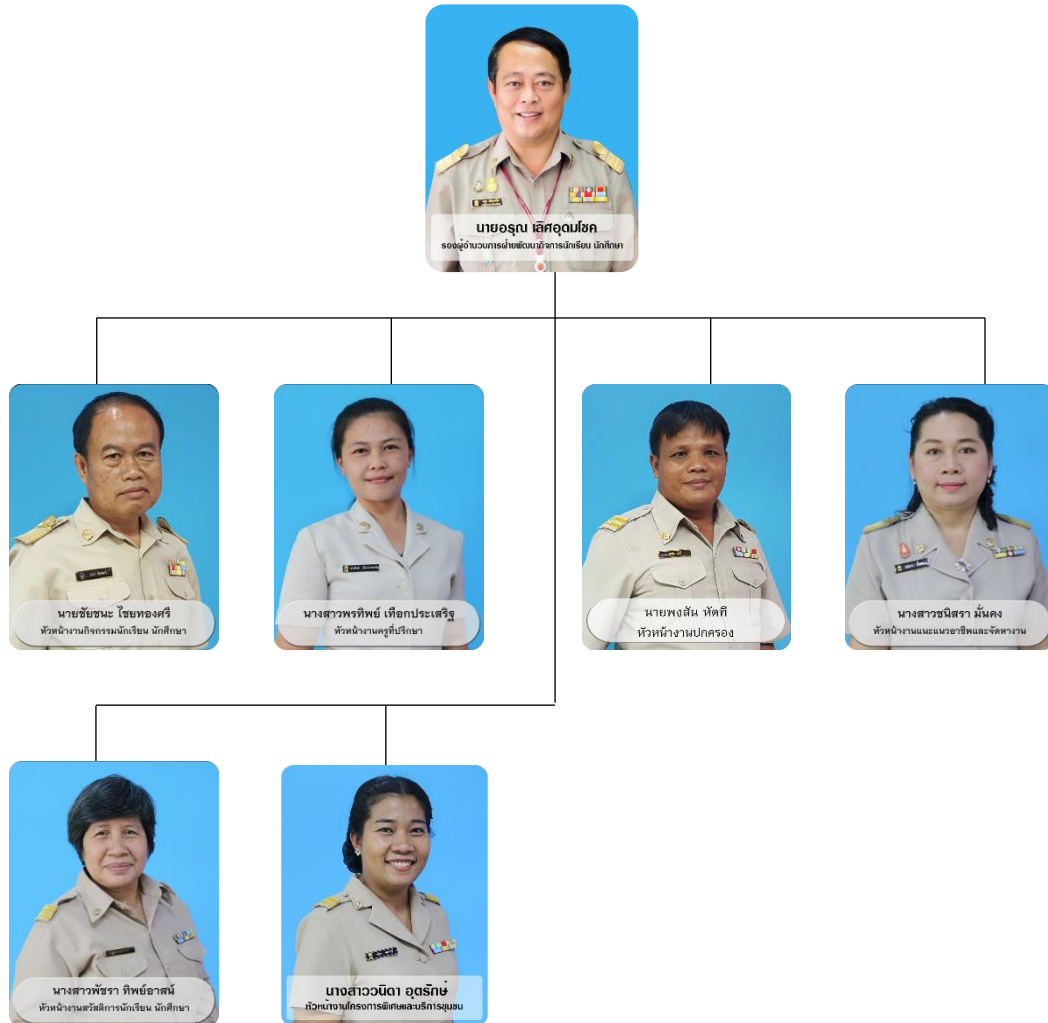 นายอรุณ เลิศอุดมโชค
รองผู้อำนวยการฝ่ายพัฒนากิจการนักเรียน นักศึกษา
นายชัยชนะ ไชยทองศรี
หัวหน้างานกิจกรรมนักเรียน นักศึกษา
นางสาวพรทิพย์ เทือกประเสริฐ
หัวหน้างานครูที่ปรึกษา
นายพงสัน หัดที
หัวหน้างานปกครอง
นางสาวชนิสรา มั่นคง
หัวหน้างานแนะแนวอาชีพและจัดหางาน
นางสาวพัชรา ทิพย์อาสน์
หัวหน้างานสวัสดิการนักเรียน นักศึกษา
นางสาววนิดา อุตรักษ์
หัวหน้างานโครงการพิเศษและบริการชุมชน